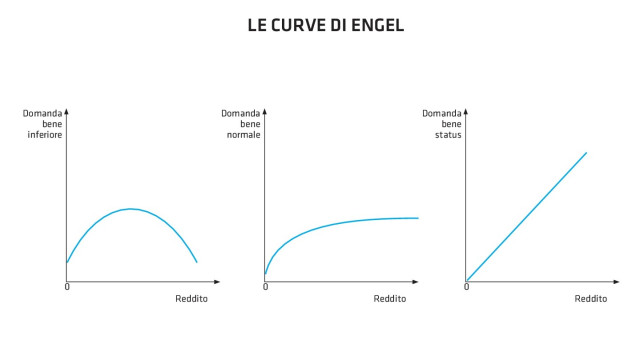 LE CURVE DI ENGEL
Domanda
bene
inferiore
0
Reddito
Domanda
bene
normale
0
Reddito
Domanda
bene
status
0
Reddito